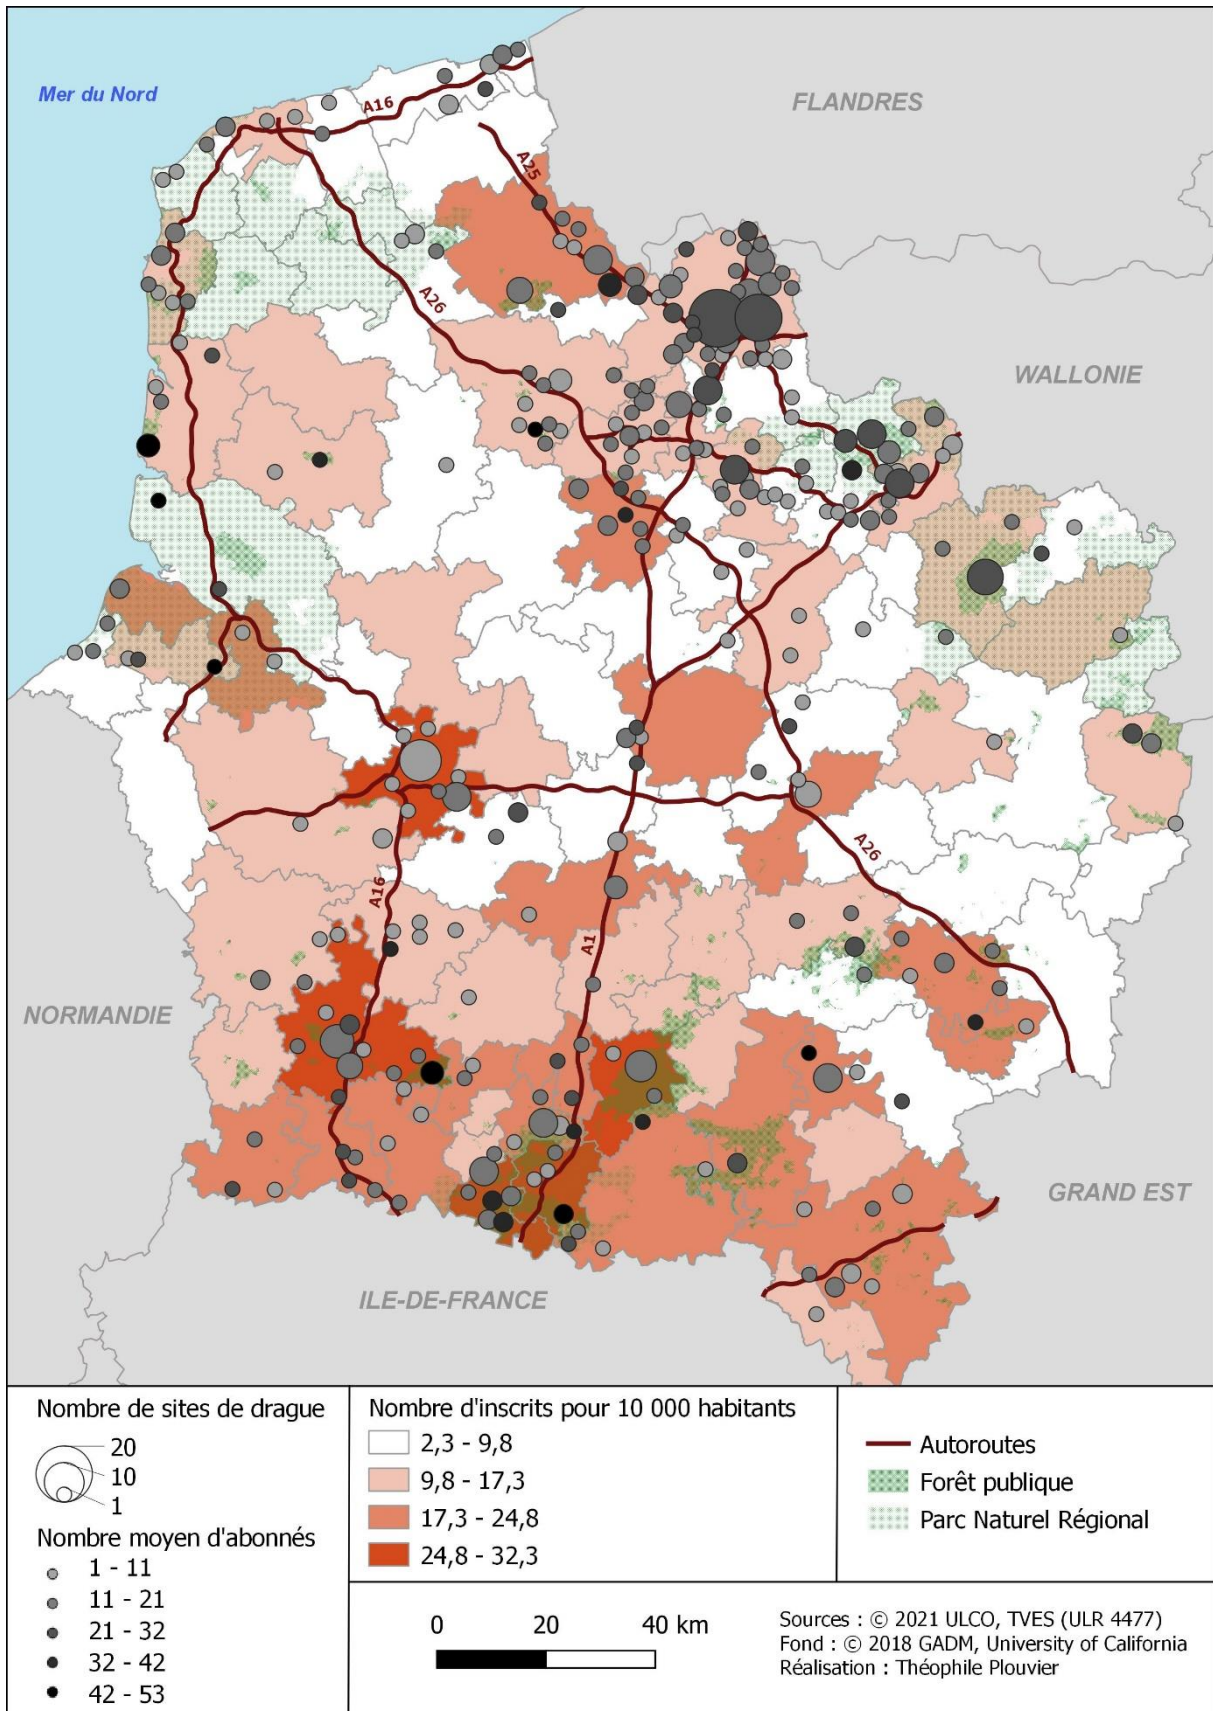 Mer du Nord
A16
FLANDRES
A25
A26
WALLONIE
A26
A16
A1
NORMANDIE
GRAND EST
ILE-DE-FRANCE
Nombre de sites de drague
20
10
1
Nombre moyen d'abonnés
1 - 11
11 - 21
21 - 32
32 - 42
42 - 53
Nombre d'inscrits pour 10 000 habitants
2,3 - 9,8
9,8 - 17,3
17,3 - 24,8
24,8 - 32,3
Autoroutes
Forêt publique
Parc Naturel Régional
0 20 40 km
Sources : © 2021 ULCO, TVES (ULR 4477)
Fond : © 2018 GADM, University of California
Réalisation : Théophile Plouvier